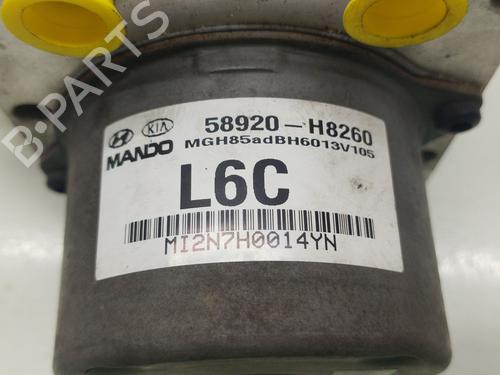 KIA 58920-H8260
MANDO MGH85adBH6013V105
L6C
MI2N7H0014YN
B-PARTS